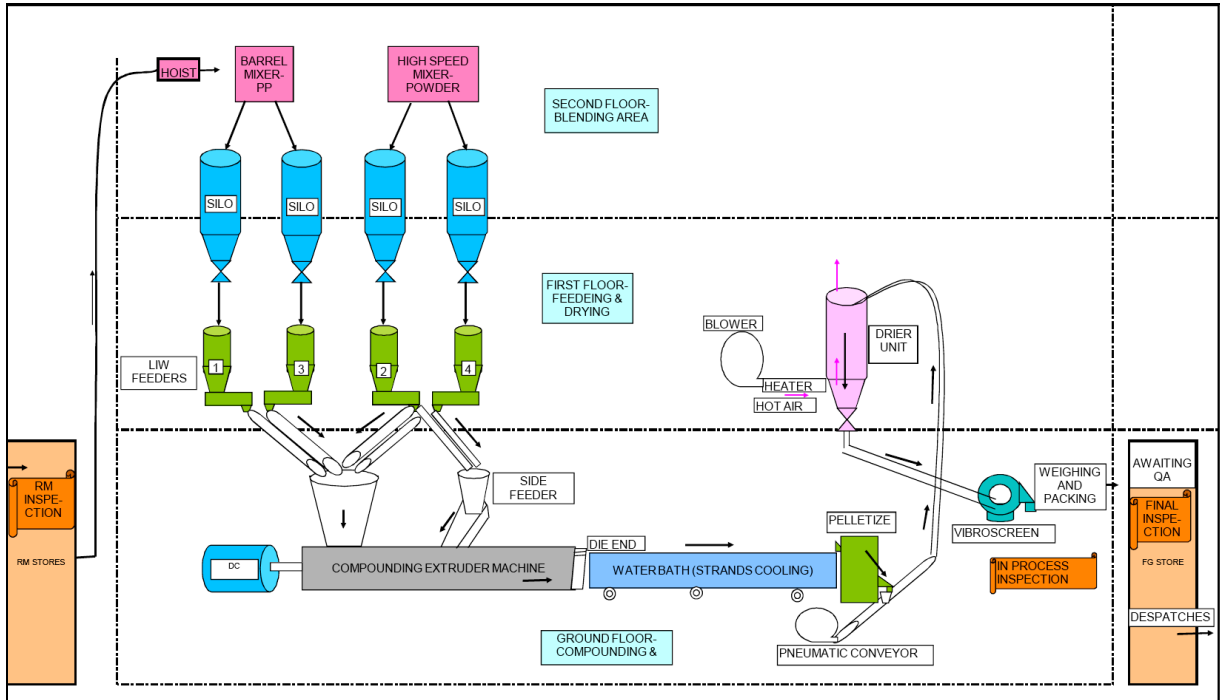 HOIST
BARREL
MIXER-
PP
HIGH SPEED
MIXER-
POWDER
SECOND FLOOR-
BLENDING AREA
SILO
SILO
SILO
SILO
FIRST FLOOR-
FEEDEING &
DRYING
LIW
FEEDERS
1
3
2
4
BLOWER
HEATER
HOT AIR
DRIER
UNIT
RM
INSPE-
CTION
RM STORES
SIDE
FEEDER
DC
COMPOUNDING EXTRUDER MACHINE
DIE END
WATER BATH (STRANDS COOLING)
PELLETIZE
PNEUMATIC CONVEYOR
GROUND FLOOR-
COMPOUNDING &
VIBROSCREEN
WEIGHING
AND
PACKING
IN PROCESS
INSPECTION
AWAITING
QA
FINAL
INSPE-
CTION
FG STORE
DESPATCHES